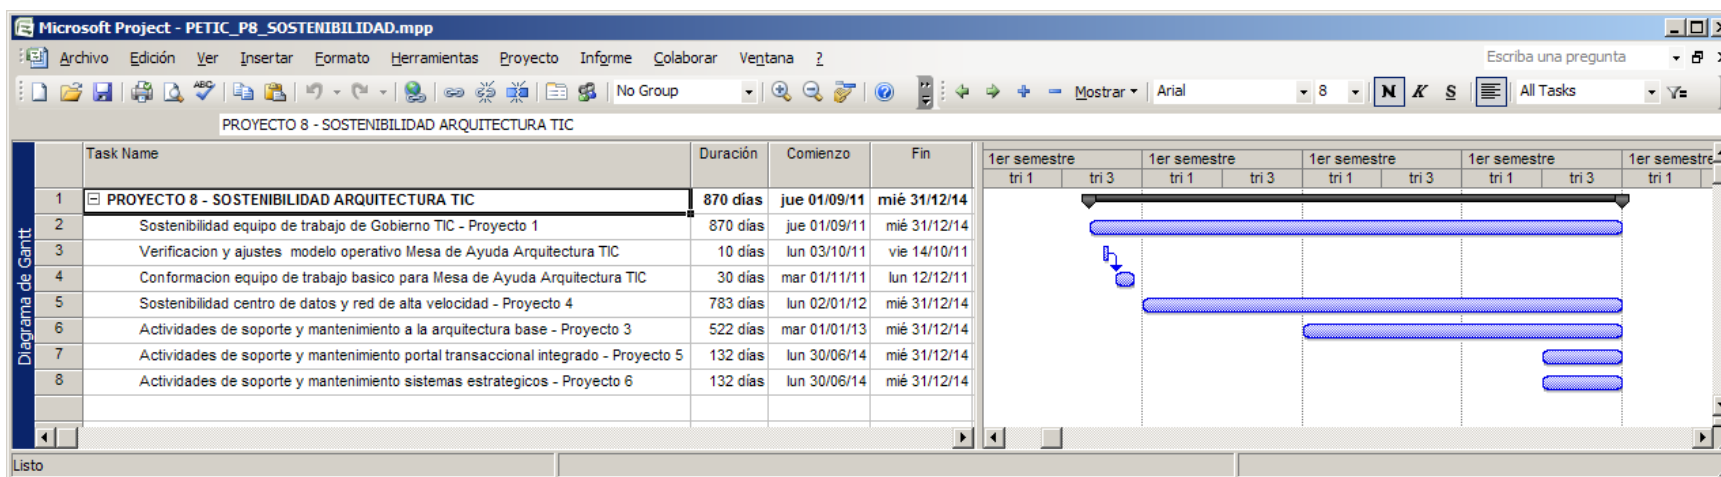 Microsoft Project - PETIC_P8_SOSTENIBILIDAD.mpp
Archivo Edición Ver Insertar Formato Herramientas Proyecto Informe Colaborar Ventana ? Escriba una pregunta
ABC No Group Mostrar Arial 8 N K S All Tasks
PROYECTO 8 - SOSTENIBILIDAD ARQUITECTURA TIC
Task Name Duración Comienzo Fin 1er semestre 1er semestre 1er semestre 1er semestre 1er semestre
tri 1 tri 3 tri 1 tri 3 tri 1 tri 3 tri 1 tri 3 tri 1
1 PROYECTO 8 - SOSTENIBILIDAD ARQUITECTURA TIC 870 días jue 01/09/11 mié 31/12/14
2 Sostenibilidad equipo de trabajo de Gobierno TIC - Proyecto 1 870 días jue 01/09/11 mié 31/12/14
3 Verificacion y ajustes modelo operativo Mesa de Ayuda Arquitectura TIC 10 días lun 03/10/11 vie 14/10/11
4 Conformacion equipo de trabajo basico para Mesa de Ayuda Arquitectura TIC 30 días mar 01/11/11 lun 12/12/11
5 Sostenibilidad centro de datos y red de alta velocidad - Proyecto 4 783 días lun 02/01/12 mié 31/12/14
6 Actividades de soporte y mantenimiento a la arquitectura base - Proyecto 3 522 días mar 01/01/13 mié 31/12/14
7 Actividades de soporte y mantenimiento portal transaccional integrado - Proyecto 5 132 días lun 30/06/14 mié 31/12/14
8 Actividades de soporte y mantenimiento sistemas estrategicos - Proyecto 6 132 días lun 30/06/14 mié 31/12/14
Diagrama de Gantt
Listo